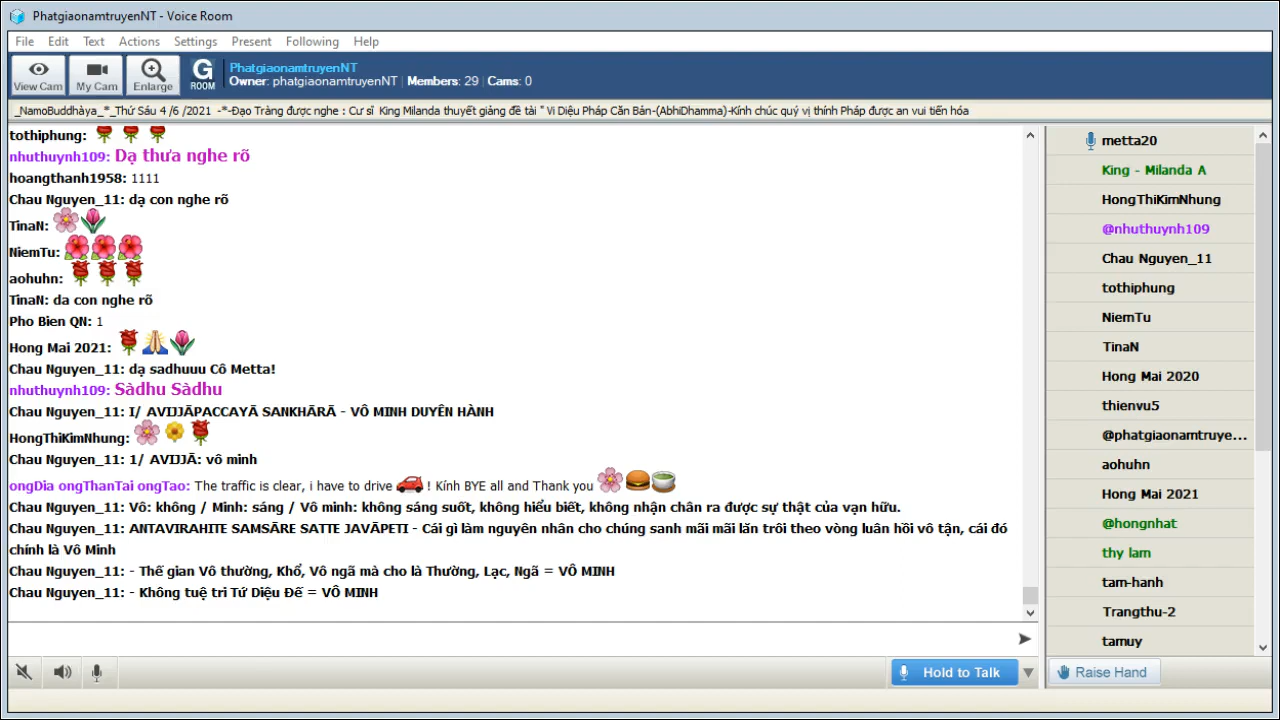 PhatgiaonamtruyenNT - Voice Room
File Edit Text Actions Settings Present Following Help
View Cam My Cam Enlarge G ROOM
PhatgiaonamtruyenNT
Owner: phatgiaonamtruyenNT | Members: 29 | Cams: 0
_NamoBuddhàya_*_Thứ Sáu 4 /6 /2021 -*-Đạo Tràng được nghe : Cư sĩ King Milanda thuyết giảng đề tài " Vi Diệu Pháp Căn Bản-(AbhiDhamma)-Kính chúc quý vị thính Pháp được an vui tiến hóa
tothiphung:
nhuthuynh109: Dạ thưa nghe rõ
hoangthanh1958: 1111
Chau Nguyen_11: dạ con nghe rõ
TinaN:
NiemTu:
aohuhn:
TinaN: da con nghe rõ
Pho Bien QN: 1
Hong Mai 2021:
Chau Nguyen_11: dạ sadhuuu Cô Metta!
nhuthuynh109: Sàdhu Sàdhu
Chau Nguyen_11: I/ AVIJJĀPACCAYĀ SANKHĀRĀ - VÔ MINH DUYÊN HÀNH
HongThiKimNhung:
Chau Nguyen_11: 1/ AVIJJĀ: vô minh
ongDia ongThanTai ongTao: The traffic is clear, i have to drive ! Kính BYE all and Thank you
Chau Nguyen_11: Vô: không / Minh: sáng / Vô minh: không sáng suốt, không hiểu biết, không nhận chân ra được sự thật của vạn hữu.
Chau Nguyen_11: ANTAVIRAHITE SAMSĀRE SATTE JAVĀPETI - Cái gì làm nguyên nhân cho chúng sanh mãi mãi lăn trôi theo vòng luân hồi vô tận, cái đó
chính là Vô Minh
Chau Nguyen_11: - Thế gian Vô thường, Khổ, Vô ngã mà cho là Thường, Lạc, Ngã = VÔ MINH
Chau Nguyen_11: - Không tuệ tri Tứ Diệu Đế = VÔ MINH
Hold to Talk
metta20
King - Milanda A
HongThiKimNhung
@nhuthuynh109
Chau Nguyen_11
tothiphung
NiemTu
TinaN
Hong Mai 2020
thienvu5
@phatgiaonamtruye...
aohuhn
Hong Mai 2021
@hongnhat
thy lam
tam-hanh
Trangthu-2
tamuy
Raise Hand